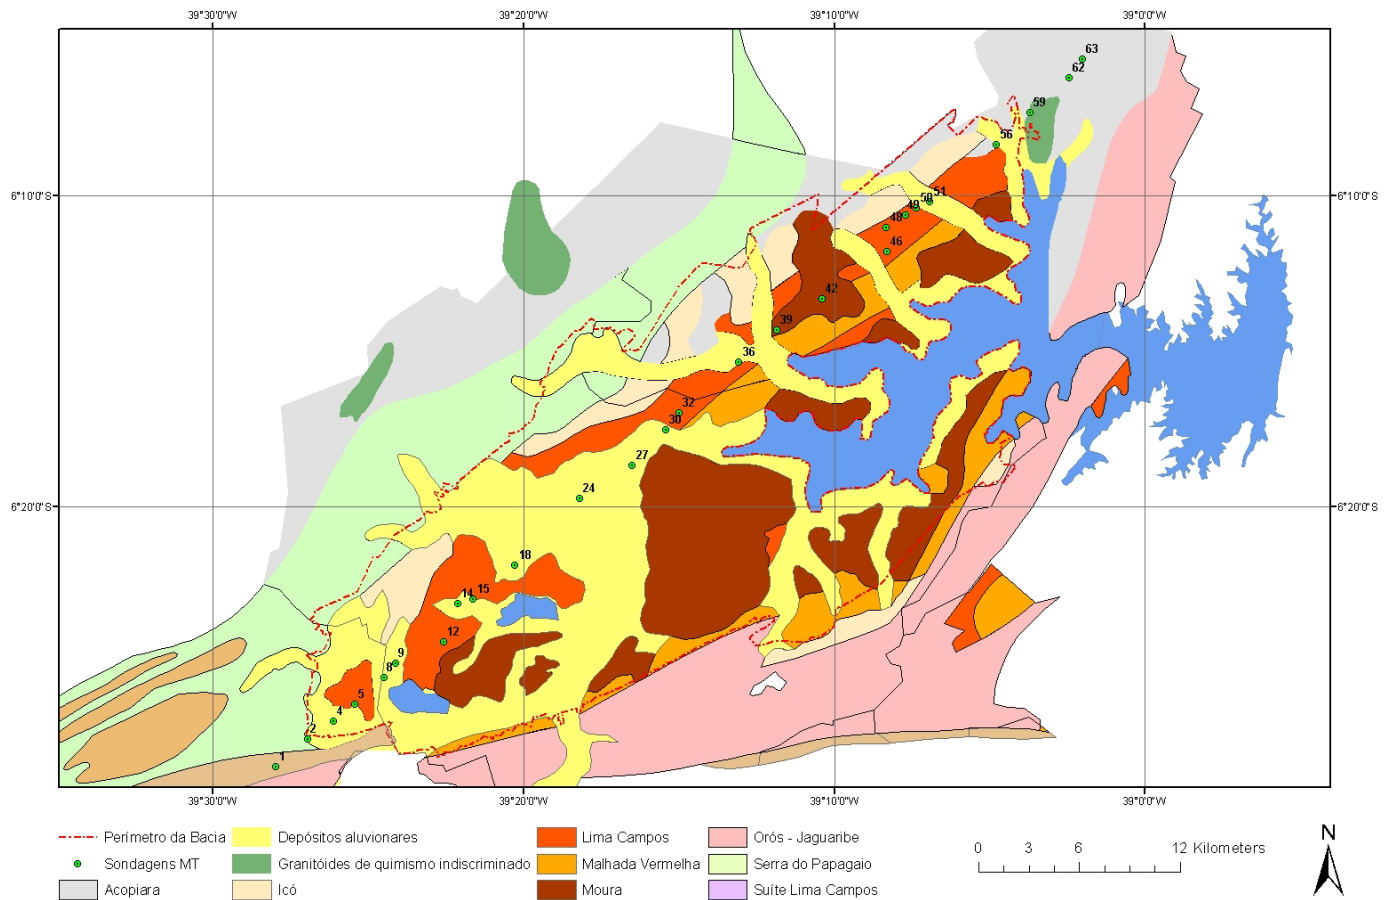 39°30'0"W 39°20'0"W 39°10'0"W 39°0'0"W
63
62
59
56
6°10'0"S 51 6°10'0"S
50
49
48
46
42
39
36
32
30
27
24
6°20'0"S 6°20'0"S
18
15
14
12
9
8
5
4
2
1
39°30'0"W 39°20'0"W 39°10'0"W 39°0'0"W
Perímetro da Bacia Depósitos aluvionares Lima Campos Orós - Jaguaribe
Sondagens MT Granitóides de quimismo indiscriminado Malhada Vermelha Serra do Papagaio
Acopiara Icó Moura Suíte Lima Campos
0 3 6 12 Kilometers
N